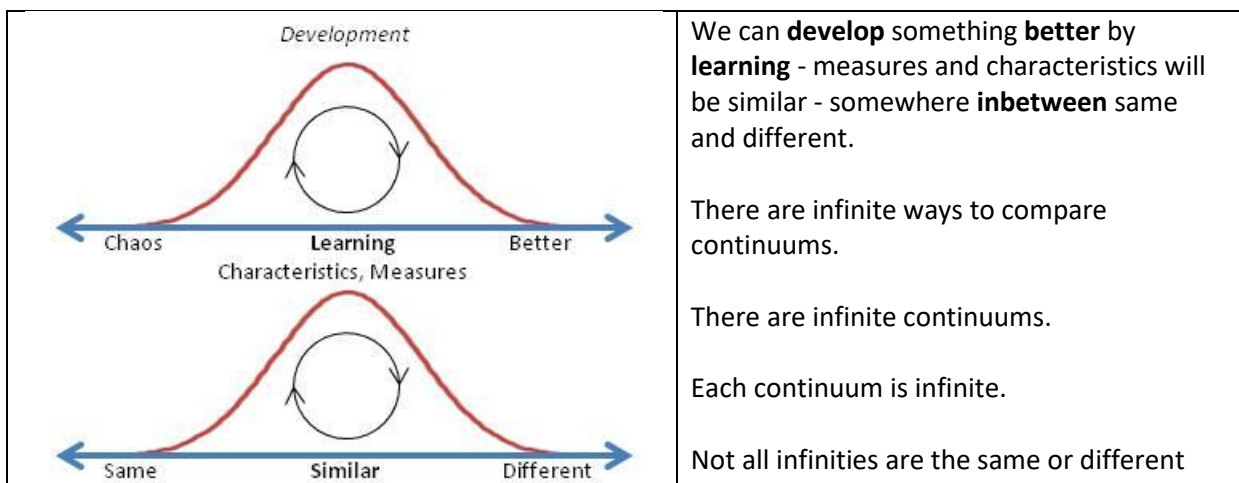 Development
Chaos Learning Better
Characteristics, Measures
Same Similar Different
We can develop something better by
learning - measures and characteristics will
be similar - somewhere inbetween same
and different.
There are infinite ways to compare
continuums.
There are infinite continuums.
Each continuum is infinite.
Not all infinities are the same or different